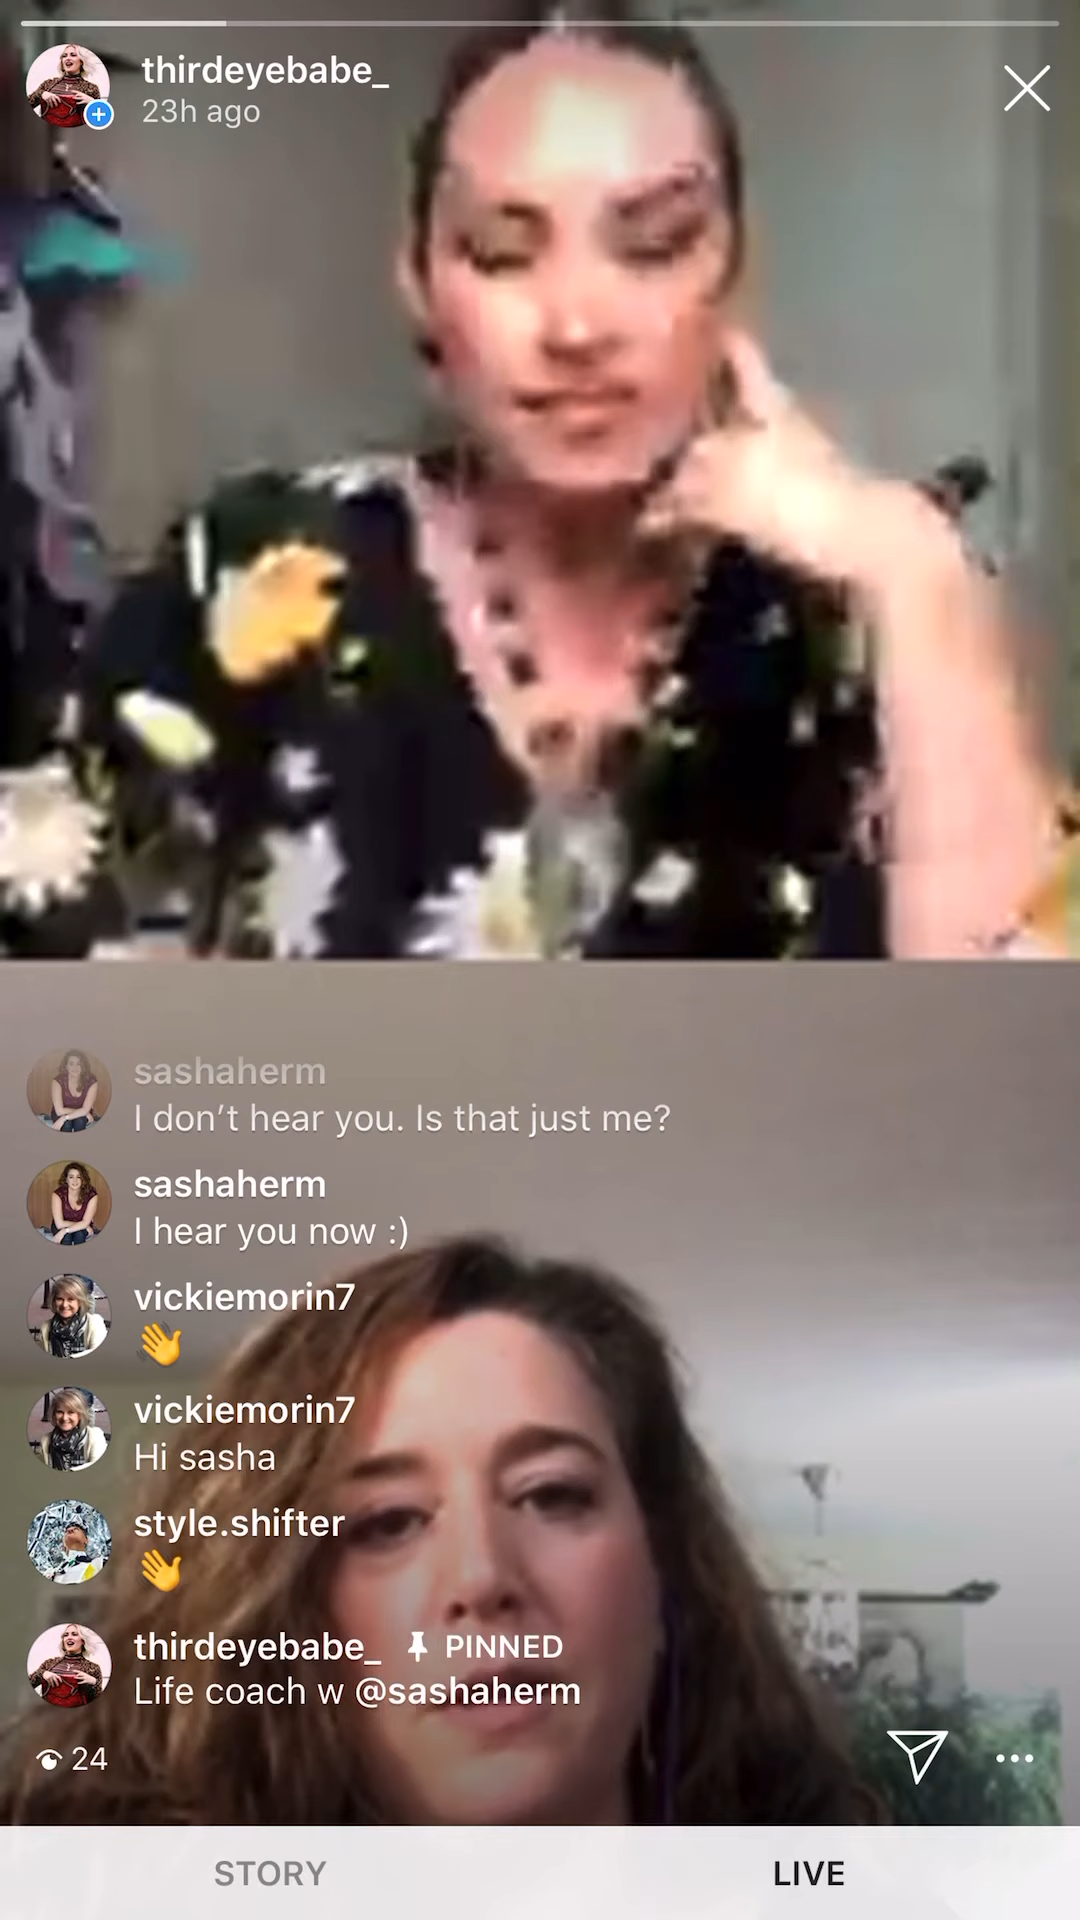 thirdeyebabe_
23h ago
sashaherm
I don’t hear you. Is that just me?
sashaherm
I hear you now :)
vickiemorin7
👋
vickiemorin7
Hi sasha
style.shifter
👋
thirdeyebabe_ PINNED
Life coach w @sashaherm
24
STORY LIVE